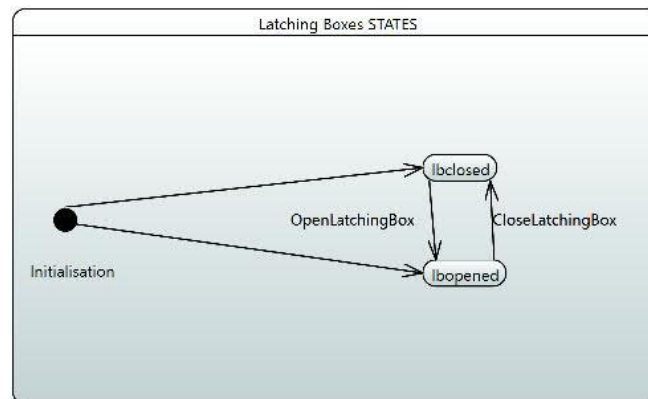 Latching Boxes STATES
lbclosed
OpenLatchingBox
CloseLatchingBox
Initialisation
lbopened